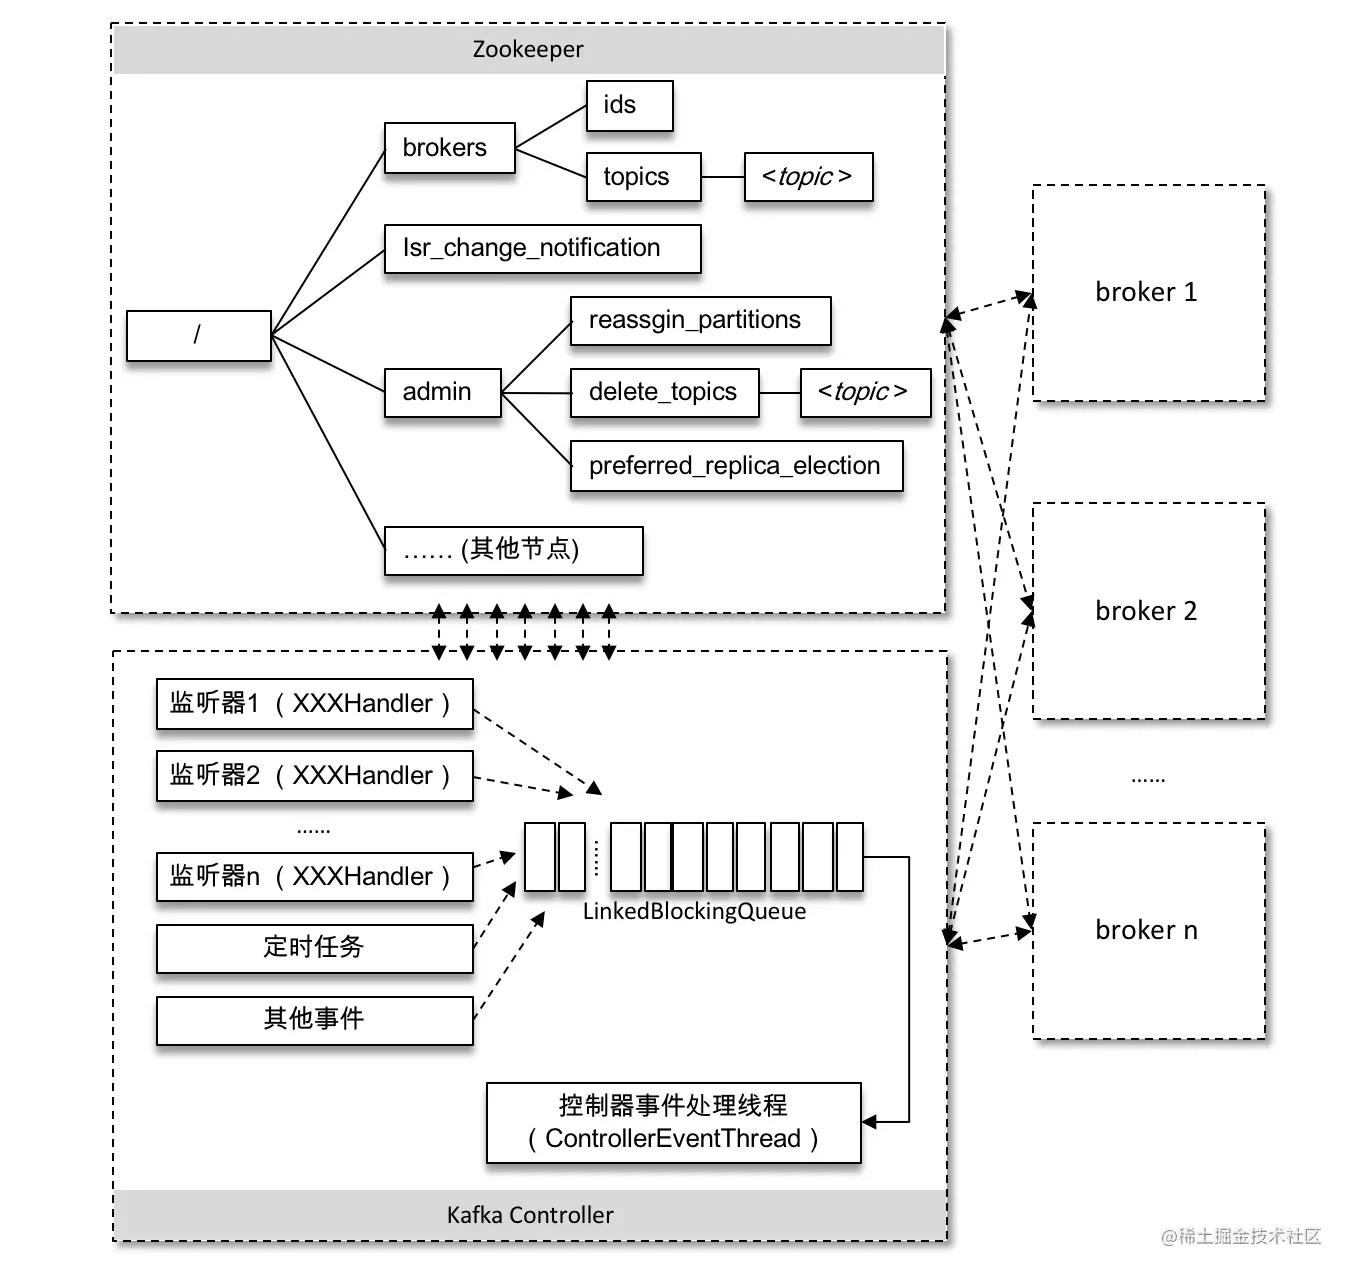 Zookeeper
ids
brokers
topics
<topic>
Isr_change_notification
/
reassgin_partitions
admin
delete_topics
<topic>
preferred_replica_election
…… (其他节点)
broker 1
broker 2
……
broker n
监听器1 ( XXXHandler )
监听器2 ( XXXHandler )
……
监听器n ( XXXHandler )
定时任务
其他事件
LinkedBlockingQueue
控制器事件处理线程
( ControllerEventThread )
Kafka Controller
@稀土掘金技术社区